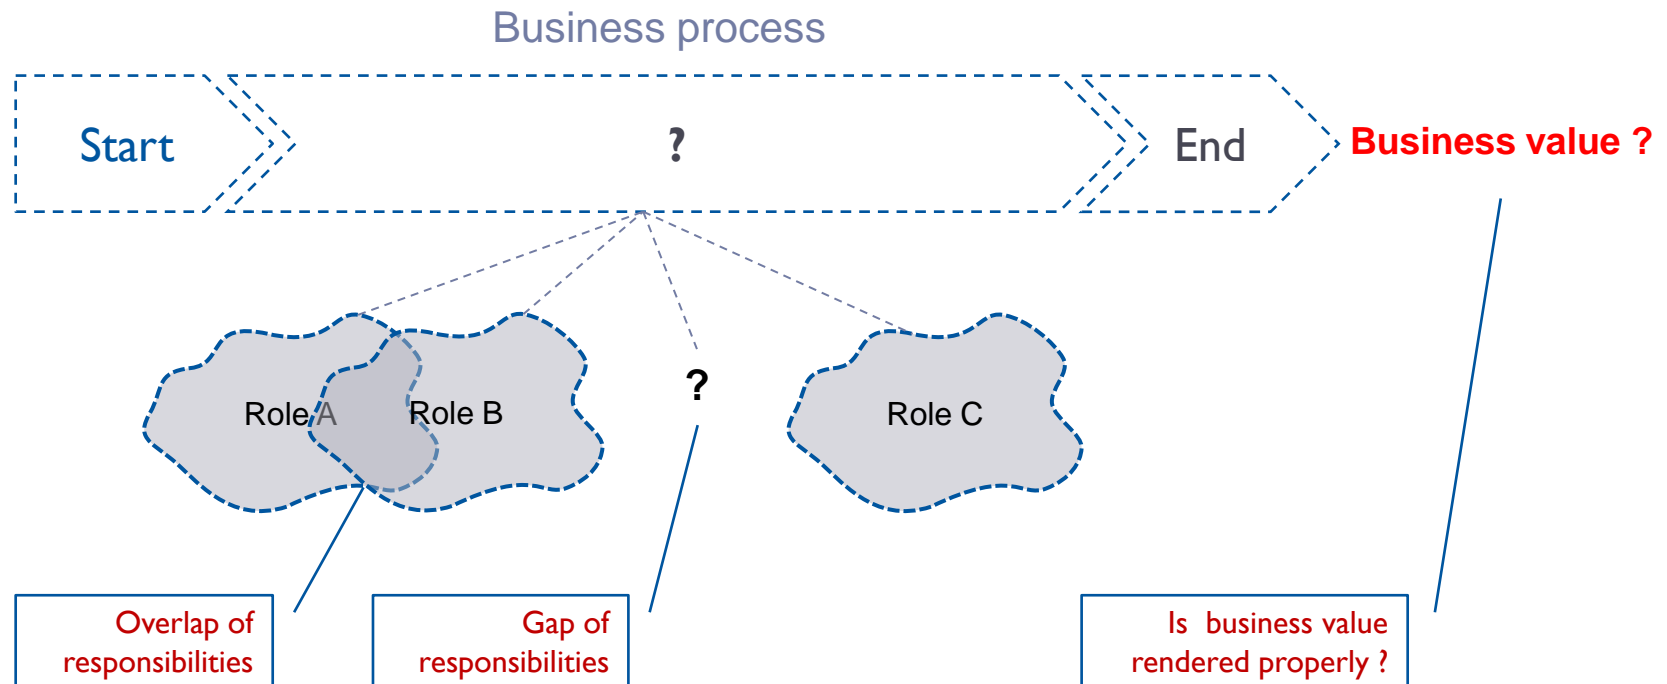 Business process
Start
?
End
Business value ?
Role A
Role B
?
Role C
Overlap of
responsibilities
Gap of
responsibilities
Is business value
rendered properly ?